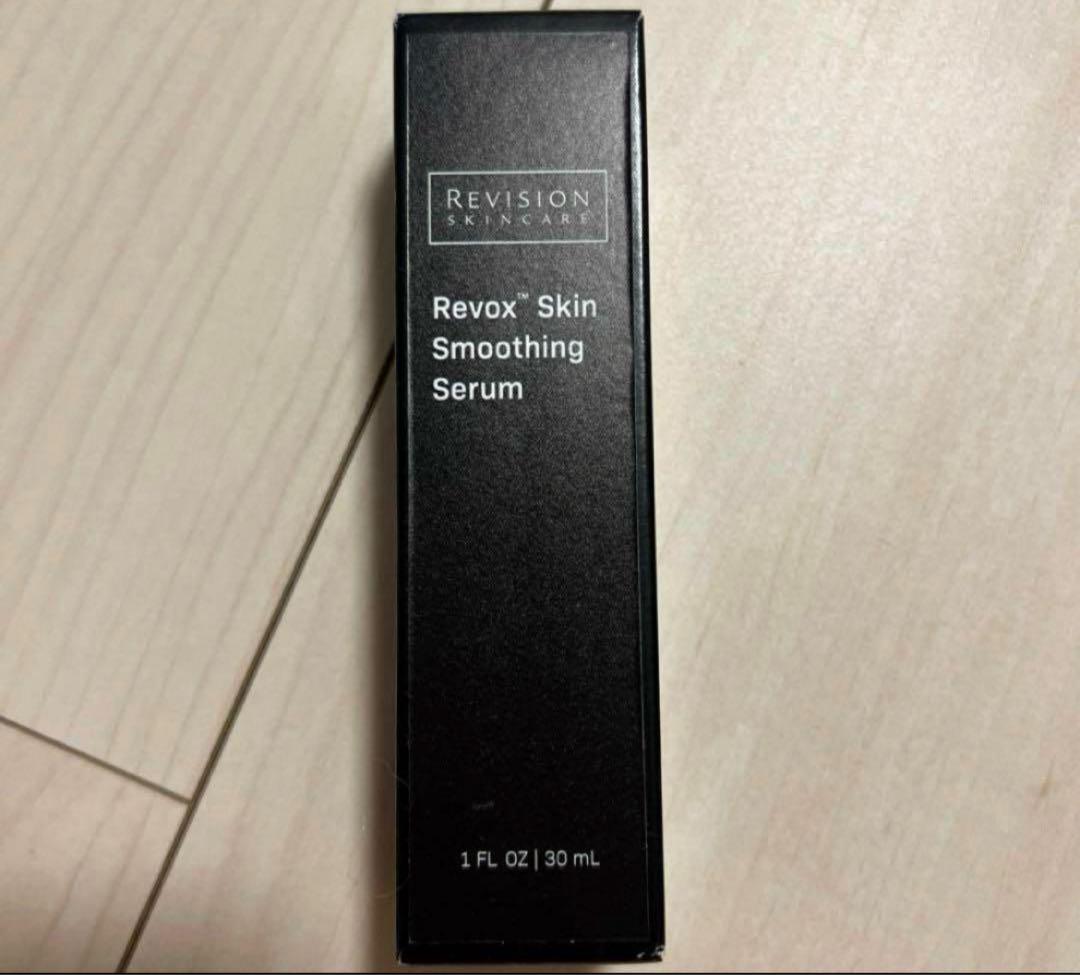 REVISION
SKINCARE
Revox™ Skin
Smoothing
Serum
1 FL OZ | 30 mL